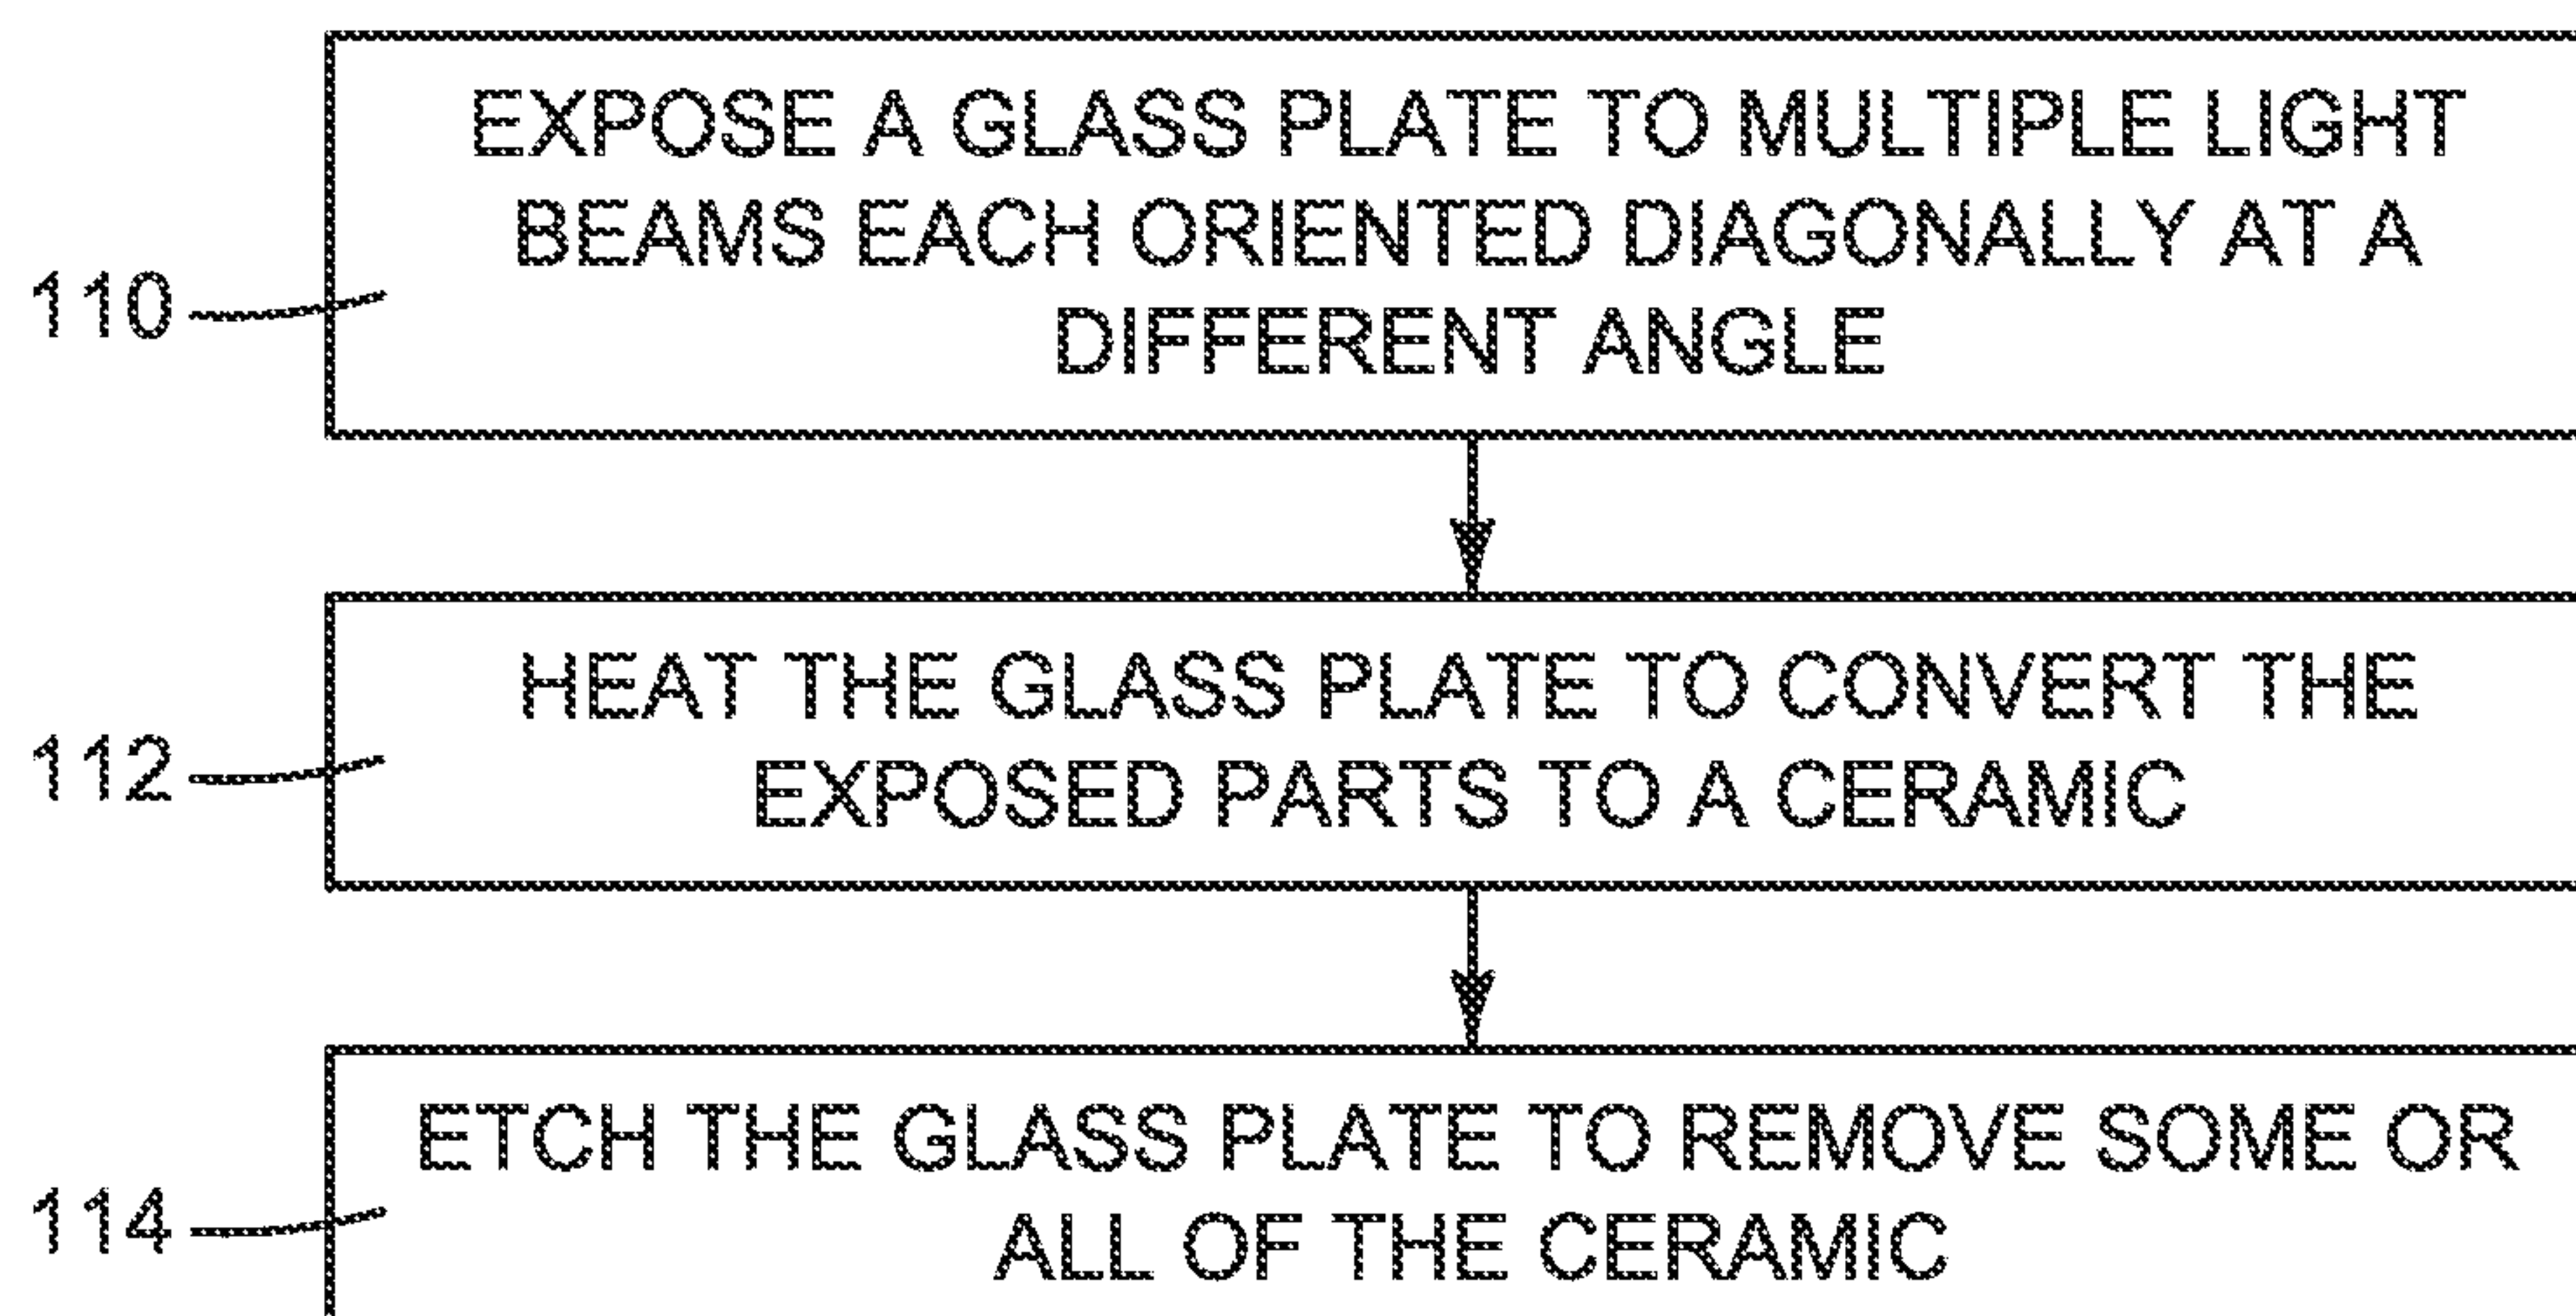 EXPOSE A GLASS PLATE TO MULTIPLE LIGHT
BEAMS EACH ORIENTED DIAGONALLY AT A
110
DIFFERENT ANGLE
HEAT THE GLASS PLATE TO CONVERT THE
112
EXPOSED PARTS TO A CERAMIC
ETCH THE GLASS PLATE TO REMOVE SOME OR
114
ALL OF THE CERAMIC